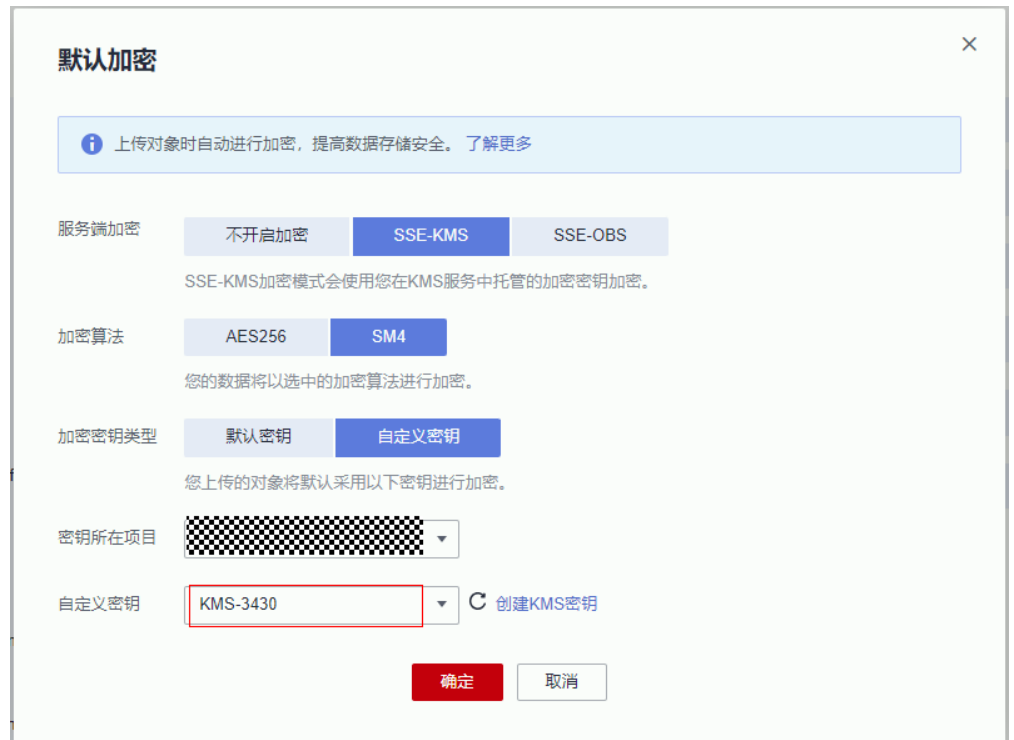 默认加密
上传对象时自动进行加密，提高数据存储安全。 了解更多
服务端加密 不开启加密 SSE-KMS SSE-OBS
SSE-KMS加密模式会使用您在KMS服务中托管的加密密钥加密。
加密算法 AES256 SM4
您的数据将以选中的加密算法进行加密。
加密密钥类型 默认密钥 自定义密钥
您上传的对象将默认采用以下密钥进行加密。
密钥所在项目
自定义密钥 KMS-3430 创建KMS密钥
确定 取消